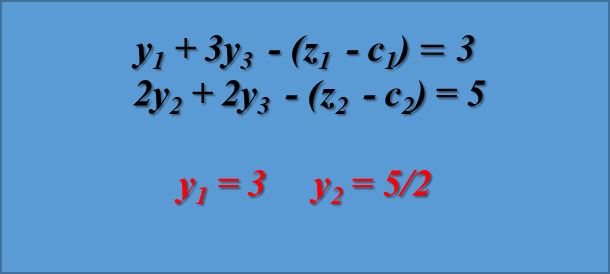 y₁ + 3y₃ - (z₁ - c₁) = 3
2y₂ + 2y₃ - (z₂ - c₂) = 5
y₁ = 3 y₂ = 5/2